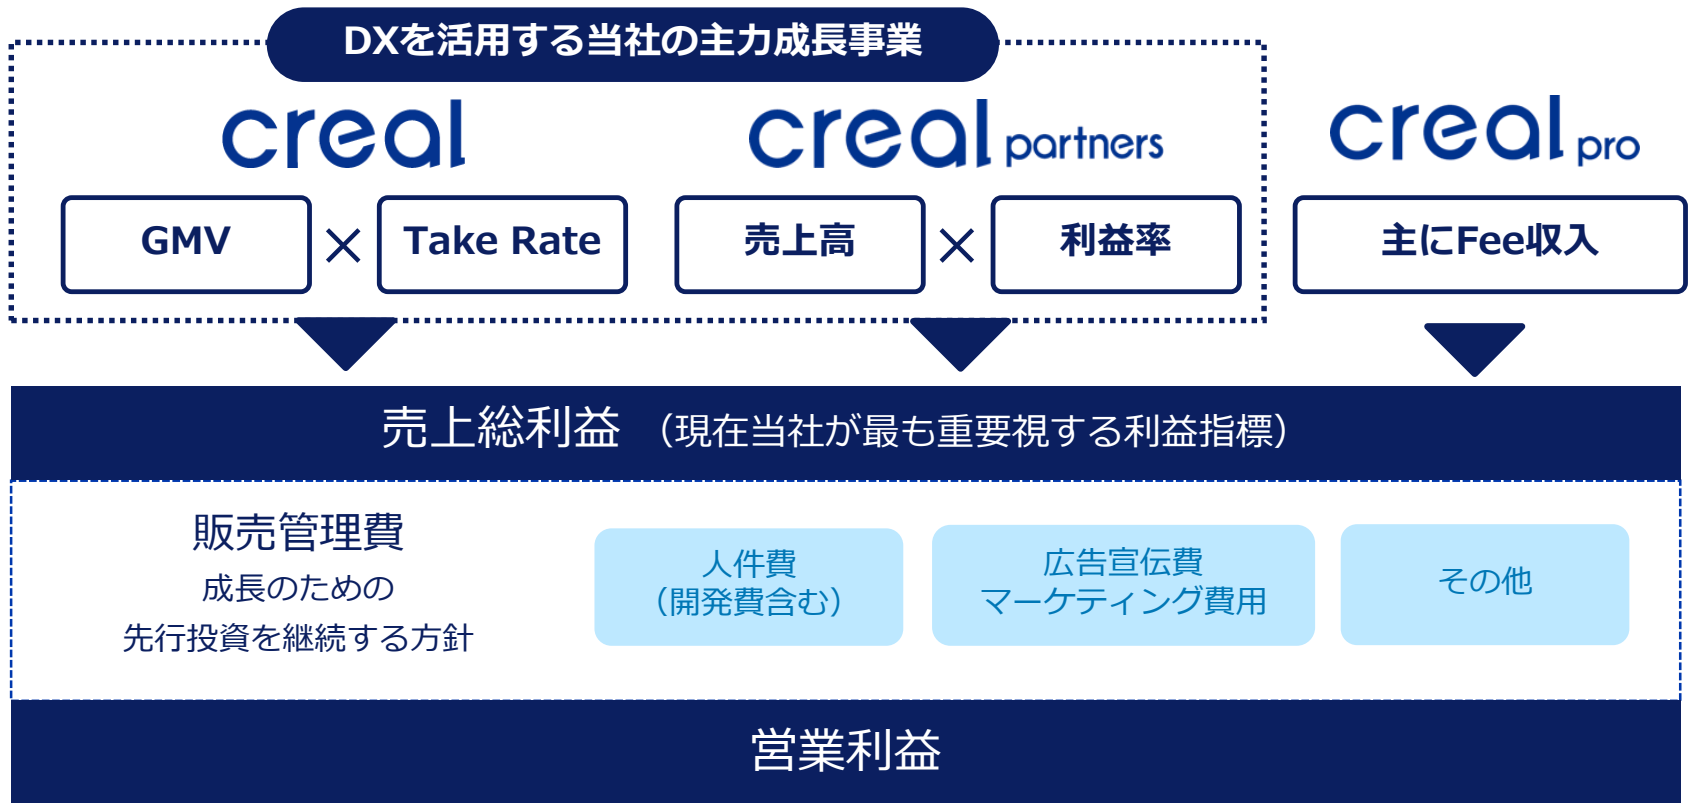 DXを活用する当社の主力成長事業
creal
creal partners
creal pro
GMV × Take Rate
売上高 × 利益率
主にFee収入
売上総利益 （現在当社が最も重要視する利益指標）
販売管理費
成長のための
先行投資を継続する方針
人件費
（開発費含む）
広告宣伝費
マーケティング費用
その他
営業利益